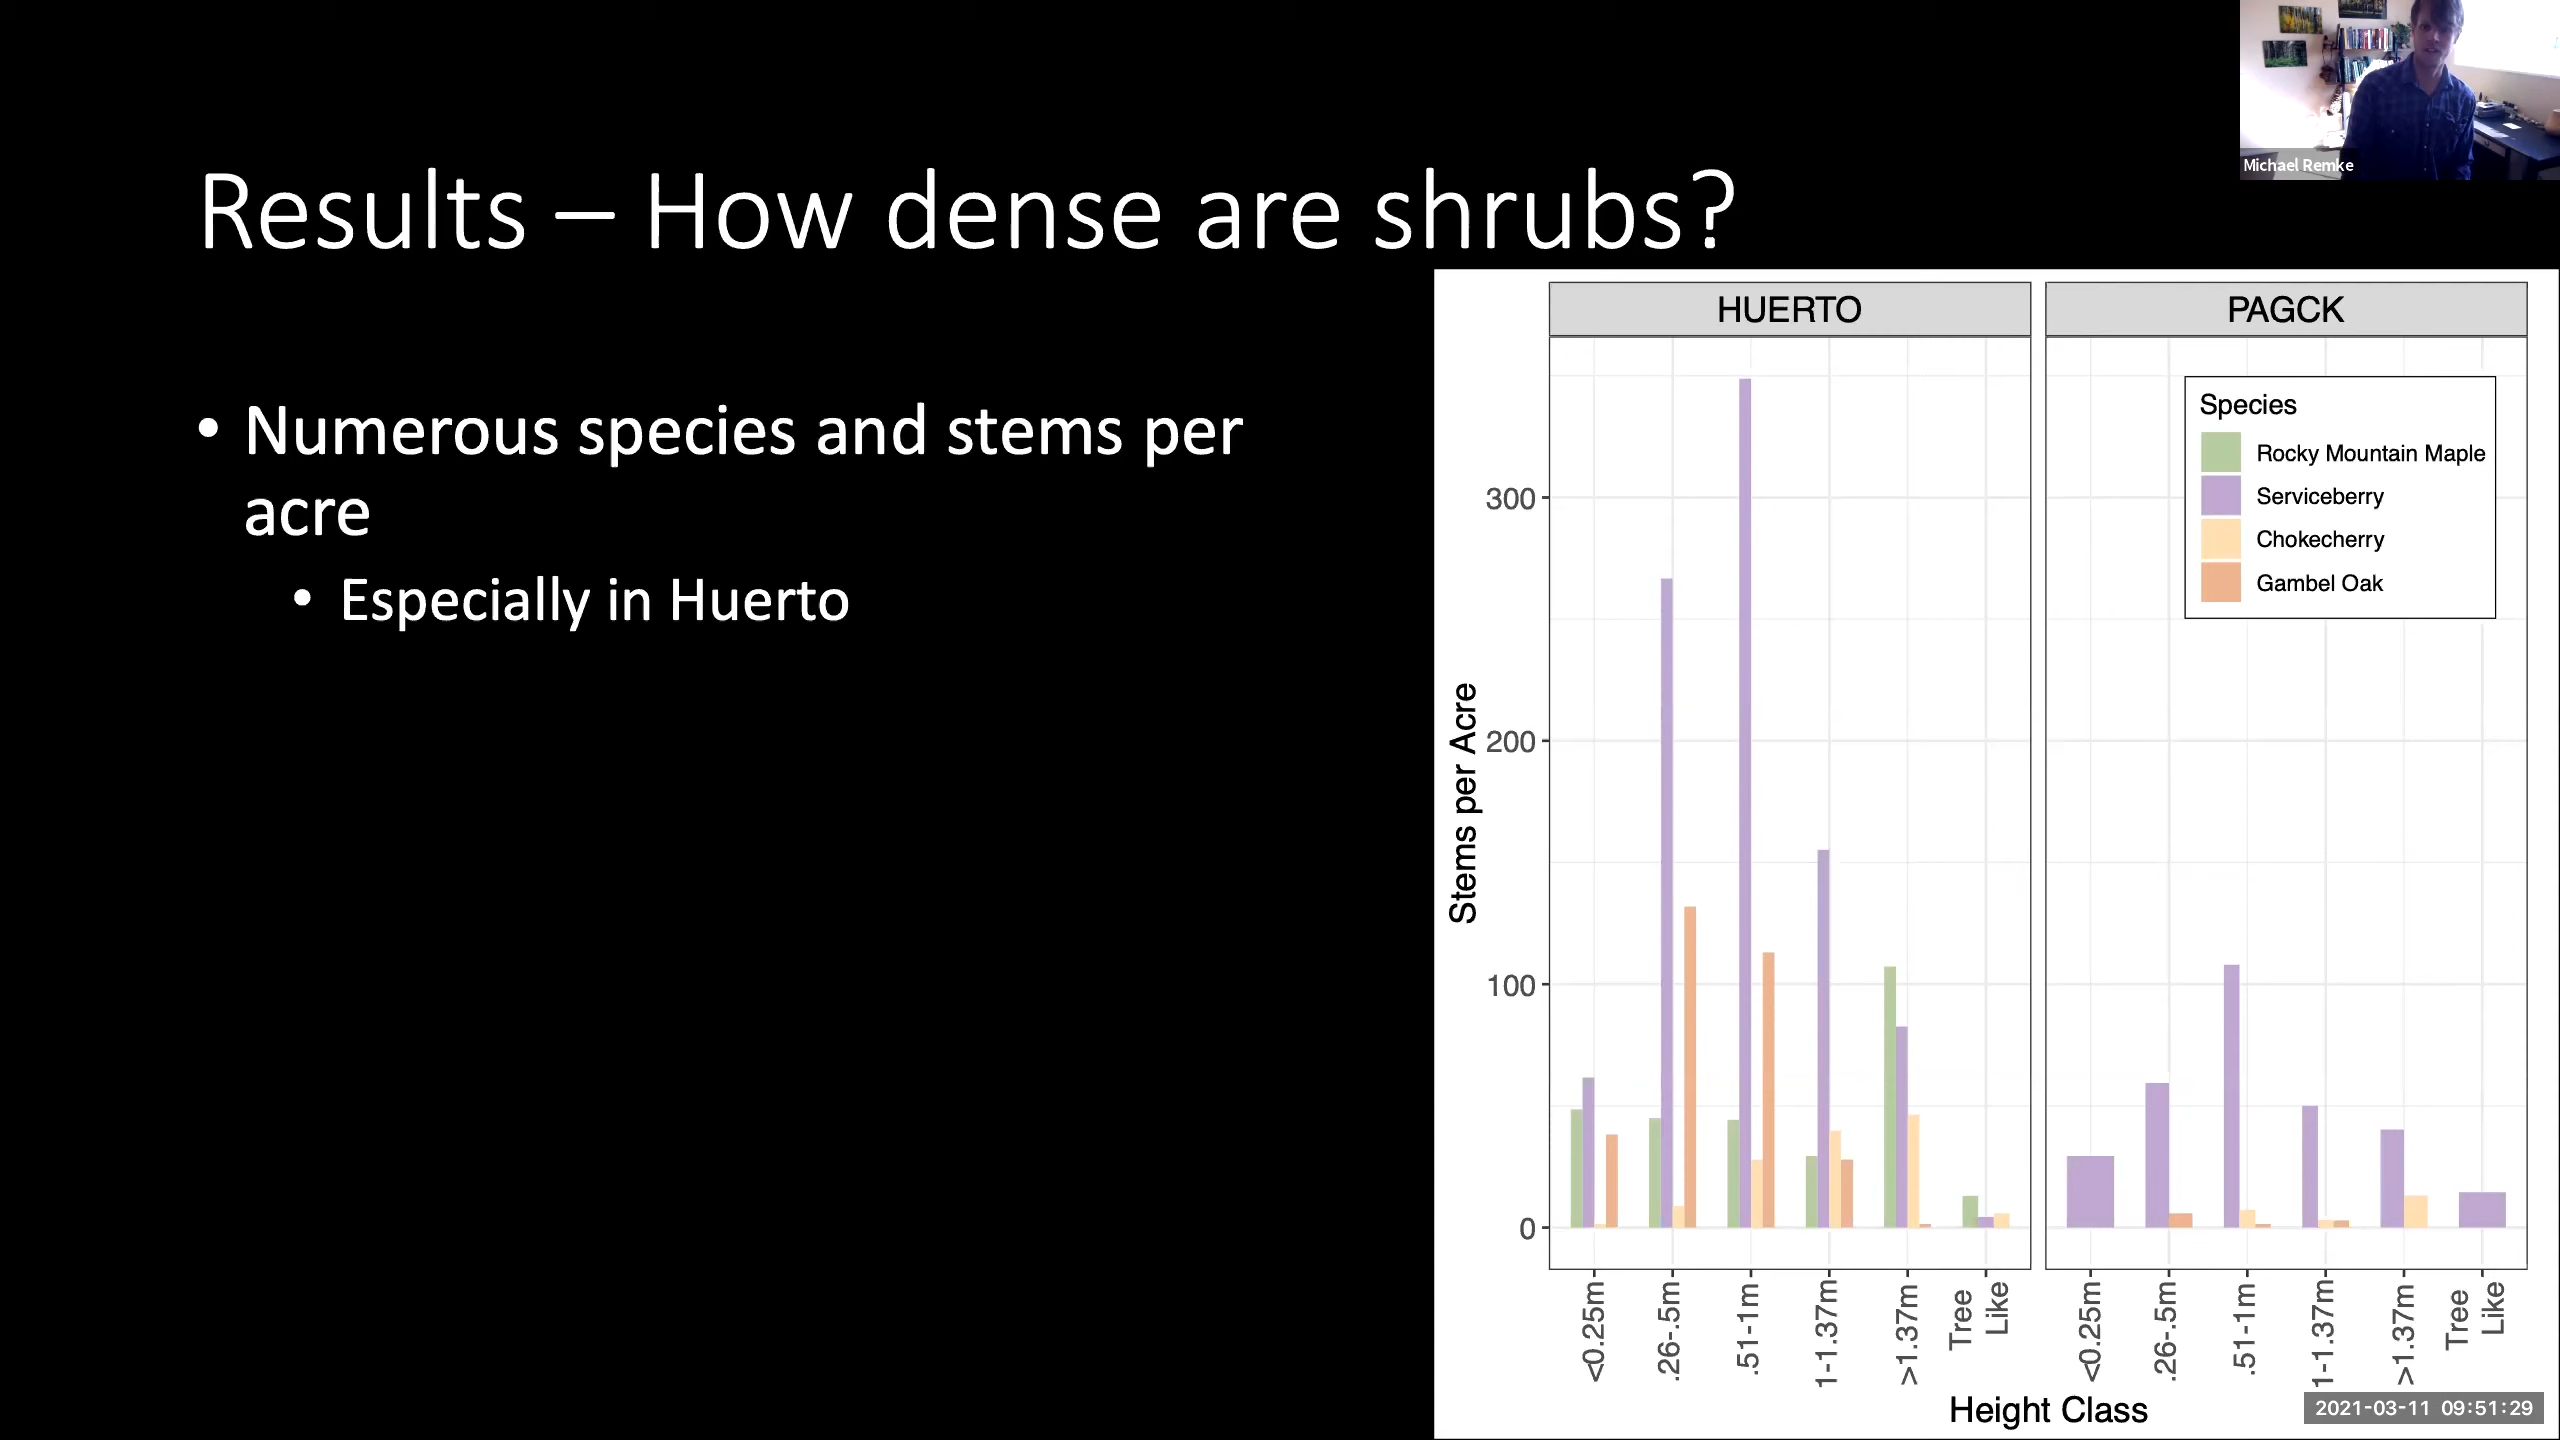 Michael Remke
Results – How dense are shrubs?
• Numerous species and stems per
acre
• Especially in Huerto
HUERTO
PAGCK
Species
Rocky Mountain Maple
Serviceberry
Chokecherry
Gambel Oak
Stems per Acre
300
200
100
0
<0.25m
.26-.5m
.51-1m
1-1.37m
>1.37m
Tree
Like
<0.25m
.26-.5m
.51-1m
1-1.37m
>1.37m
Tree
Like
Height Class
2021-03-11 09:51:29